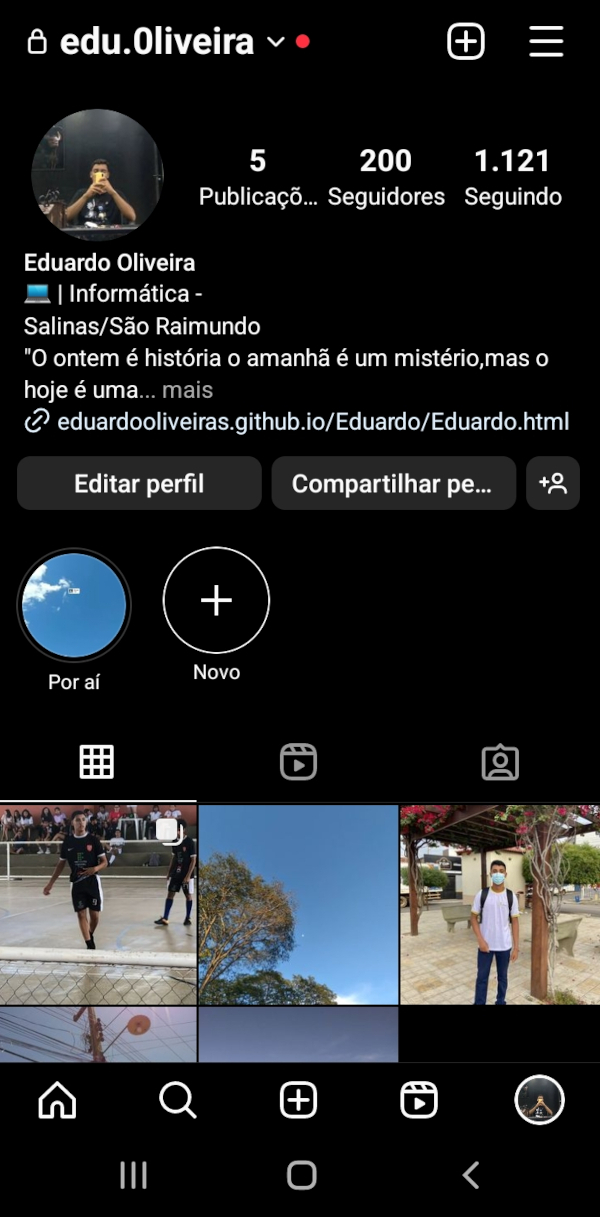 edu.0liveira
5 200 1.121
Publicaçõ... Seguidores Seguindo
Eduardo Oliveira
💻 | Informática -
Salinas/São Raimundo
"O ontem é história o amanhã é um mistério,mas o
hoje é uma... mais
eduardooliveiras.github.io/Eduardo/Eduardo.html
Editar perfil Compartilhar pe...
Por aí Novo